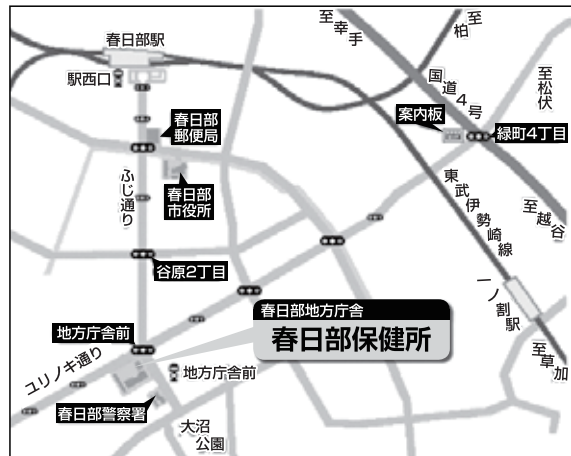 春日部駅
駅西口
至幸手
至柏
国道4号
至松伏
案内板
緑町4丁目
春日部
郵便局
春日部
市役所
ふじ通り
東武伊勢崎線
至越谷
谷原2丁目
一ノ割駅
至草加
春日部地方庁舎
春日部保健所
地方庁舎前
ユリノキ通り
地方庁舎前
春日部警察署
大沼
公園